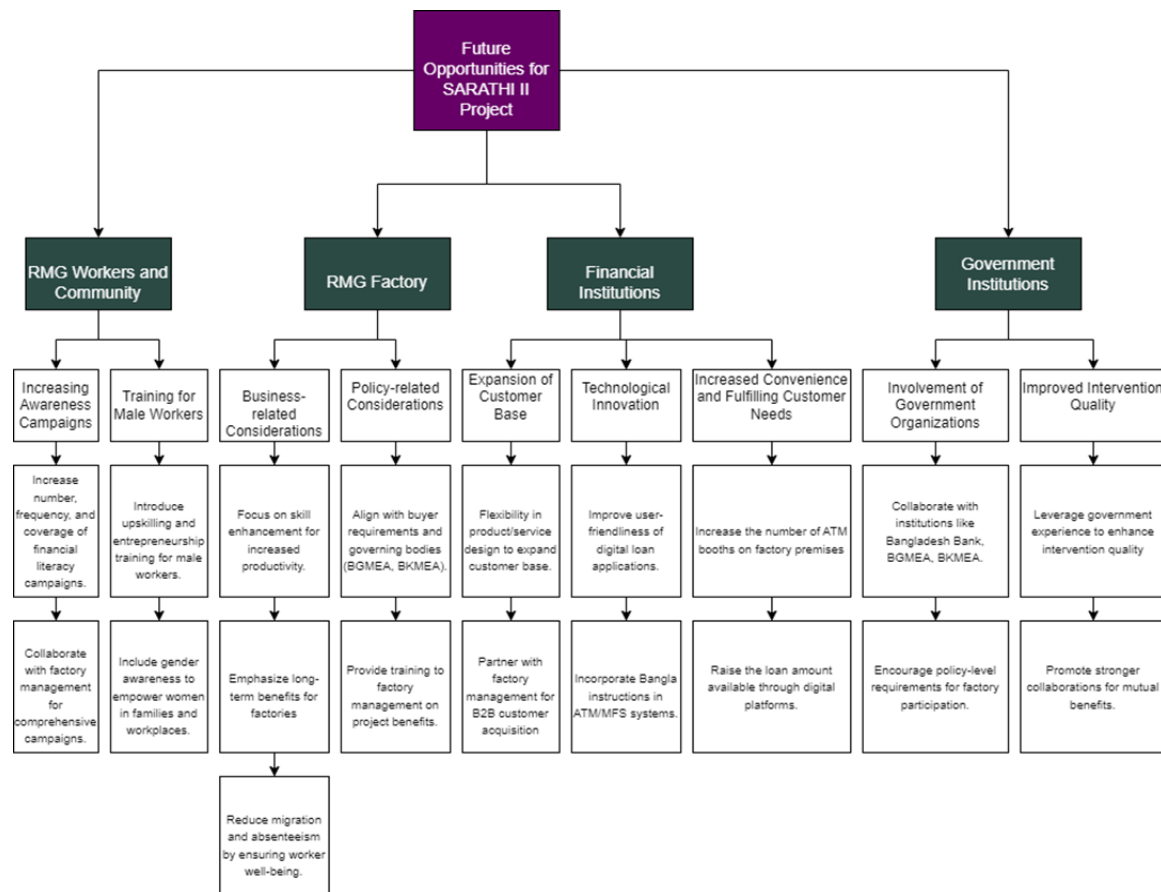 Future
Opportunities for
SARATHI II
Project
RMG Workers and
Community
RMG Factory
Financial
Institutions
Government
Institutions
Increasing
Awareness
Campaigns
Training for
Male Workers
Business-
related
Considerations
Policy-related
Considerations
Expansion of
Customer
Base
Technological
Innovation
Increased Convenience
and Fulfilling Customer
Needs
Involvement of
Government
Organizations
Improved Intervention
Quality
Increase
number,
frequency, and
coverage of
financial
literacy
campaigns.
Introduce
upskilling and
entrepreneurship
training for male
workers.
Focus on skill
enhancement for
increased
productivity.
Align with buyer
requirements and
governing bodies
(BGMEA, BKMEA).
Flexibility in
product/service
design to expand
customer base.
Improve user-
friendliness of
digital loan
applications.
Increase the number of ATM
booths on factory premises
Collaborate with
institutions like
Bangladesh Bank,
BGMEA, BKMEA.
Leverage government
experience to enhance
intervention quality
Collaborate
with factory
management
for
comprehensive
campaigns.
Include gender
awareness to
empower women
in families and
workplaces.
Emphasize long-
term benefits for
factories
Provide training to
factory
management on
project benefits.
Partner with
factory
management for
B2B customer
acquisition
Incorporate Bangla
instructions in
ATM/MFS systems.
Raise the loan amount
available through digital
platforms.
Encourage policy-level
requirements for factory
participation.
Promote stronger
collaborations for mutual
benefits.
Reduce migration
and absenteeism
by ensuring worker
well-being.